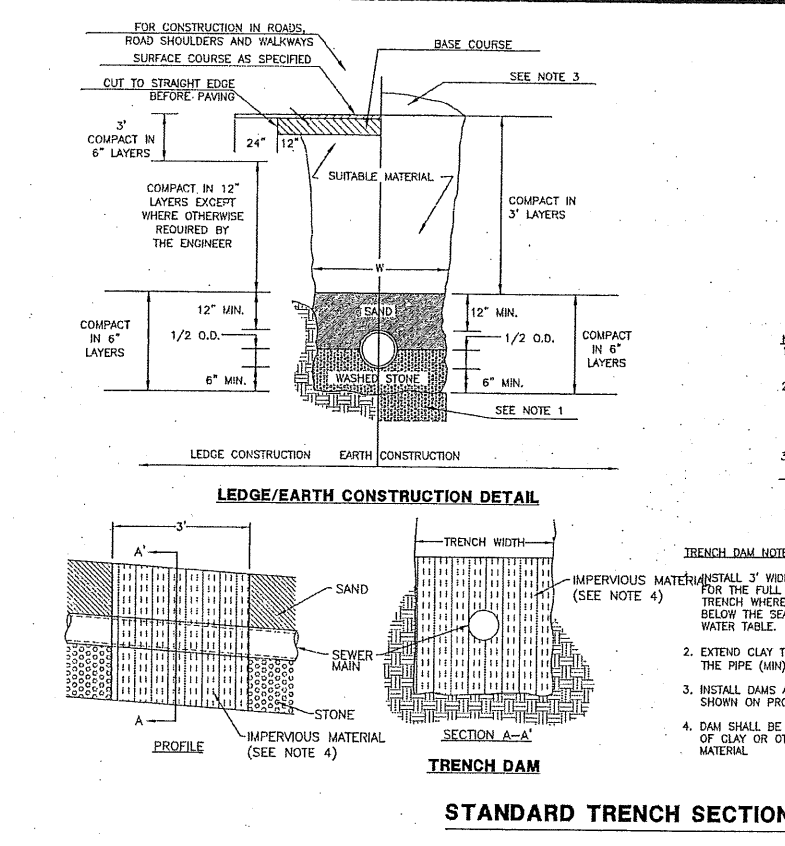 FOR CONSTRUCTION IN ROADS,
ROAD SHOULDERS AND WALKWAYS
SURFACE COURSE AS SPECIFIED
CUT TO STRAIGHT EDGE
BEFORE PAVING
BASE COURSE
SEE NOTE 3
3'
COMPACT IN
6" LAYERS
24"
12"
SUITABLE MATERIAL
COMPACT IN 12"
LAYERS EXCEPT
WHERE OTHERWISE
REQUIRED BY
THE ENGINEER
COMPACT IN
3' LAYERS
W
COMPACT
IN 6"
LAYERS
12" MIN.
1/2 O.D.
6" MIN.
SAND
WASHED STONE
12" MIN.
1/2 O.D.
6" MIN.
COMPACT
IN 6"
LAYERS
SEE NOTE 1
LEDGE CONSTRUCTION
EARTH CONSTRUCTION
LEDGE/EARTH CONSTRUCTION DETAIL
3'
A'
SAND
SEWER
MAIN
STONE
A
PROFILE
IMPERVIOUS MATERIAL
(SEE NOTE 4)
TRENCH WIDTH
IMPERVIOUS MATERIAL
(SEE NOTE 4)
SECTION A-A'
TRENCH DAM
TRENCH DAM NOTE
INSTALL 3' WID
FOR THE FULL
TRENCH WHERE
BELOW THE SEA
WATER TABLE.
2. EXTEND CLAY T
THE PIPE (MIN)
3. INSTALL DAMS A
SHOWN ON PRO
4. DAM SHALL BE
OF CLAY OR OT
MATERIAL
STANDARD TRENCH SECTION